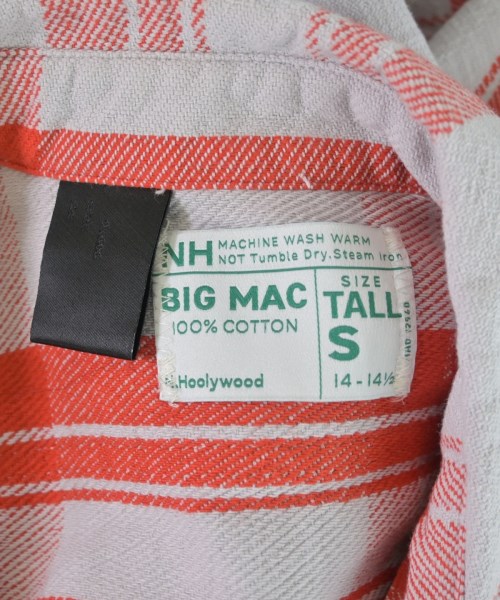 NH MACHINE WASH WARM
NOT Tumble Dry. Steam Iron
BIG MAC
100% COTTON
.Hoolywood
SIZE
TALL
S
14-14½